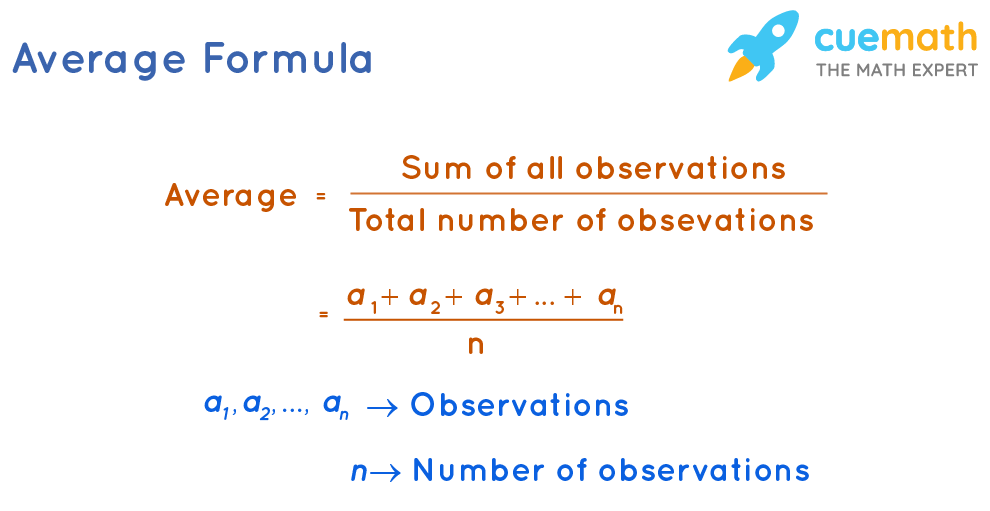 Average Formula
cuemath
THE MATH EXPERT
Average = Sum of all observations
Total number of obsevations
= a₁ + a₂ + a₃ + ... + aₙ
n
a₁, a₂, ..., aₙ → Observations
n → Number of observations